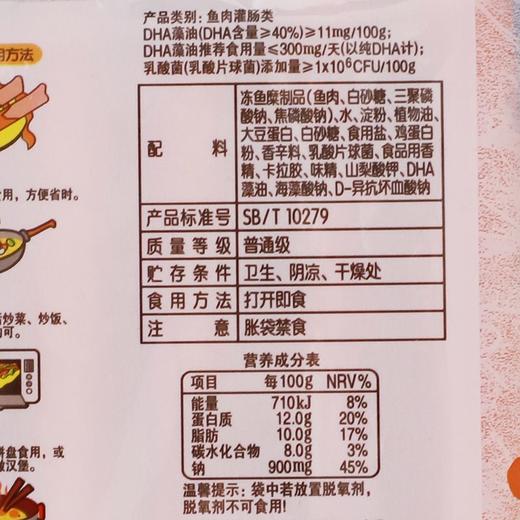 产品类别: 鱼肉灌肠类
DHA藻油(DHA含量≥40%)≥11mg/100g;
DHA藻油推荐食用量≤300mg/天(以纯DHA计);
乳酸菌(乳酸片球菌)添加量≥1x10⁶CFU/100g
用方法
配 料
冻鱼糜制品(鱼肉、白砂糖、三聚磷
酸钠、焦磷酸钠)、水、淀粉、植物油、
大豆蛋白、白砂糖、食用盐、鸡蛋白
粉、香辛料、乳酸片球菌、食品用香
精、卡拉胶、味精、山梨酸钾、DHA
藻油、海藻酸钠、D-异抗坏血酸钠
食用，方便省时。
产品标准号 SB/T 10279
质量等级 普通级
贮存条件 卫生、阴凉、干燥处
食用方法 打开即食
注 意 胀袋禁食
炒菜、炒饭、
可。
营养成分表
项目 每100g NRV%
能量 710kJ 8%
蛋白质 12.0g 20%
脂肪 10.0g 17%
碳水化合物 8.0g 3%
钠 900mg 45%
拼盘食用，或
做汉堡。
温馨提示: 袋中若放置脱氧剂，
脱氧剂不可食用!